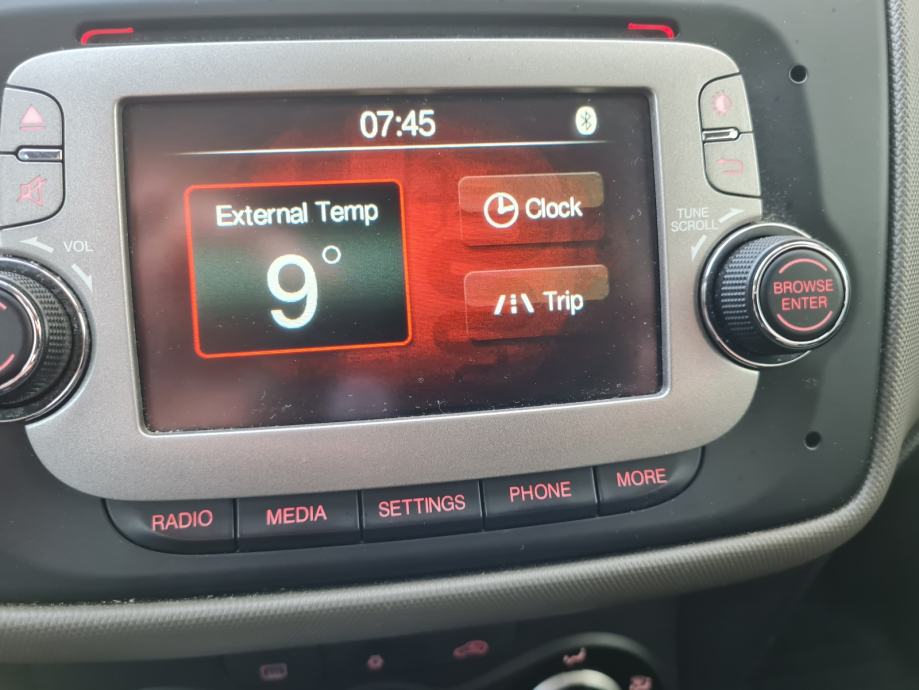 07:45
External Temp
9°
Clock
Trip
VOL
TUNE
SCROLL
BROWSE
ENTER
RADIO
MEDIA
SETTINGS
PHONE
MORE